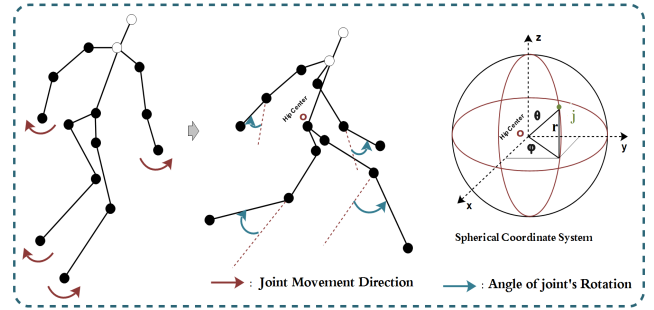 Hip Center
z
θ
j
Hip Center
r
y
φ
x
Spherical Coordinate System
: Joint Movement Direction
: Angle of joint's Rotation